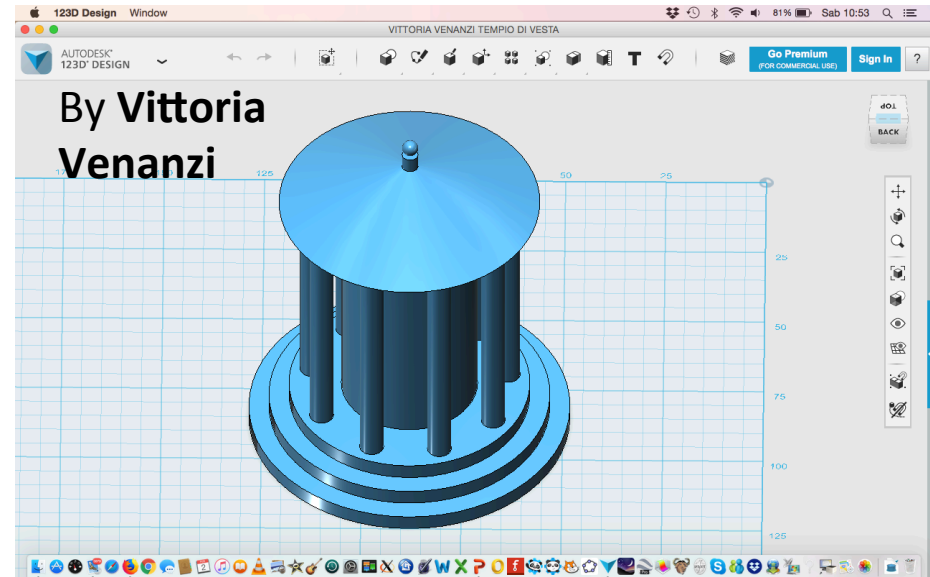 123D Design Window
81% Sab 10:53
VITTORIA VENANZI TEMPIO DI VESTA
AUTODESK®
123D® DESIGN
T
Go Premium
(FOR COMMERCIAL USE)
Sign In
?
By Vittoria
Venanzi
TOP
BACK
125
50
25
25
50
75
100
125